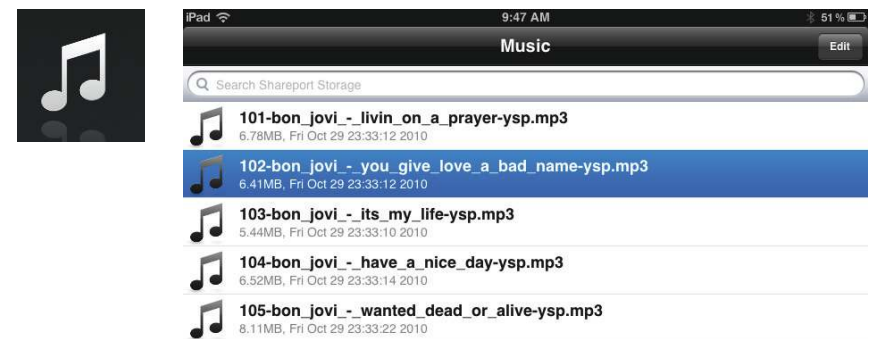 iPad 9:47 AM 51%
Music
Edit
Search Shareport Storage
101-bon_jovi_-_livin_on_a_prayer-ysp.mp3
6.78MB, Fri Oct 29 23:33:12 2010
102-bon_jovi_-_you_give_love_a_bad_name-ysp.mp3
6.41MB, Fri Oct 29 23:33:12 2010
103-bon_jovi_-_its_my_life-ysp.mp3
5.44MB, Fri Oct 29 23:33:10 2010
104-bon_jovi_-_have_a_nice_day-ysp.mp3
6.52MB, Fri Oct 29 23:33:14 2010
105-bon_jovi_-_wanted_dead_or_alive-ysp.mp3
8.11MB, Fri Oct 29 23:33:22 2010